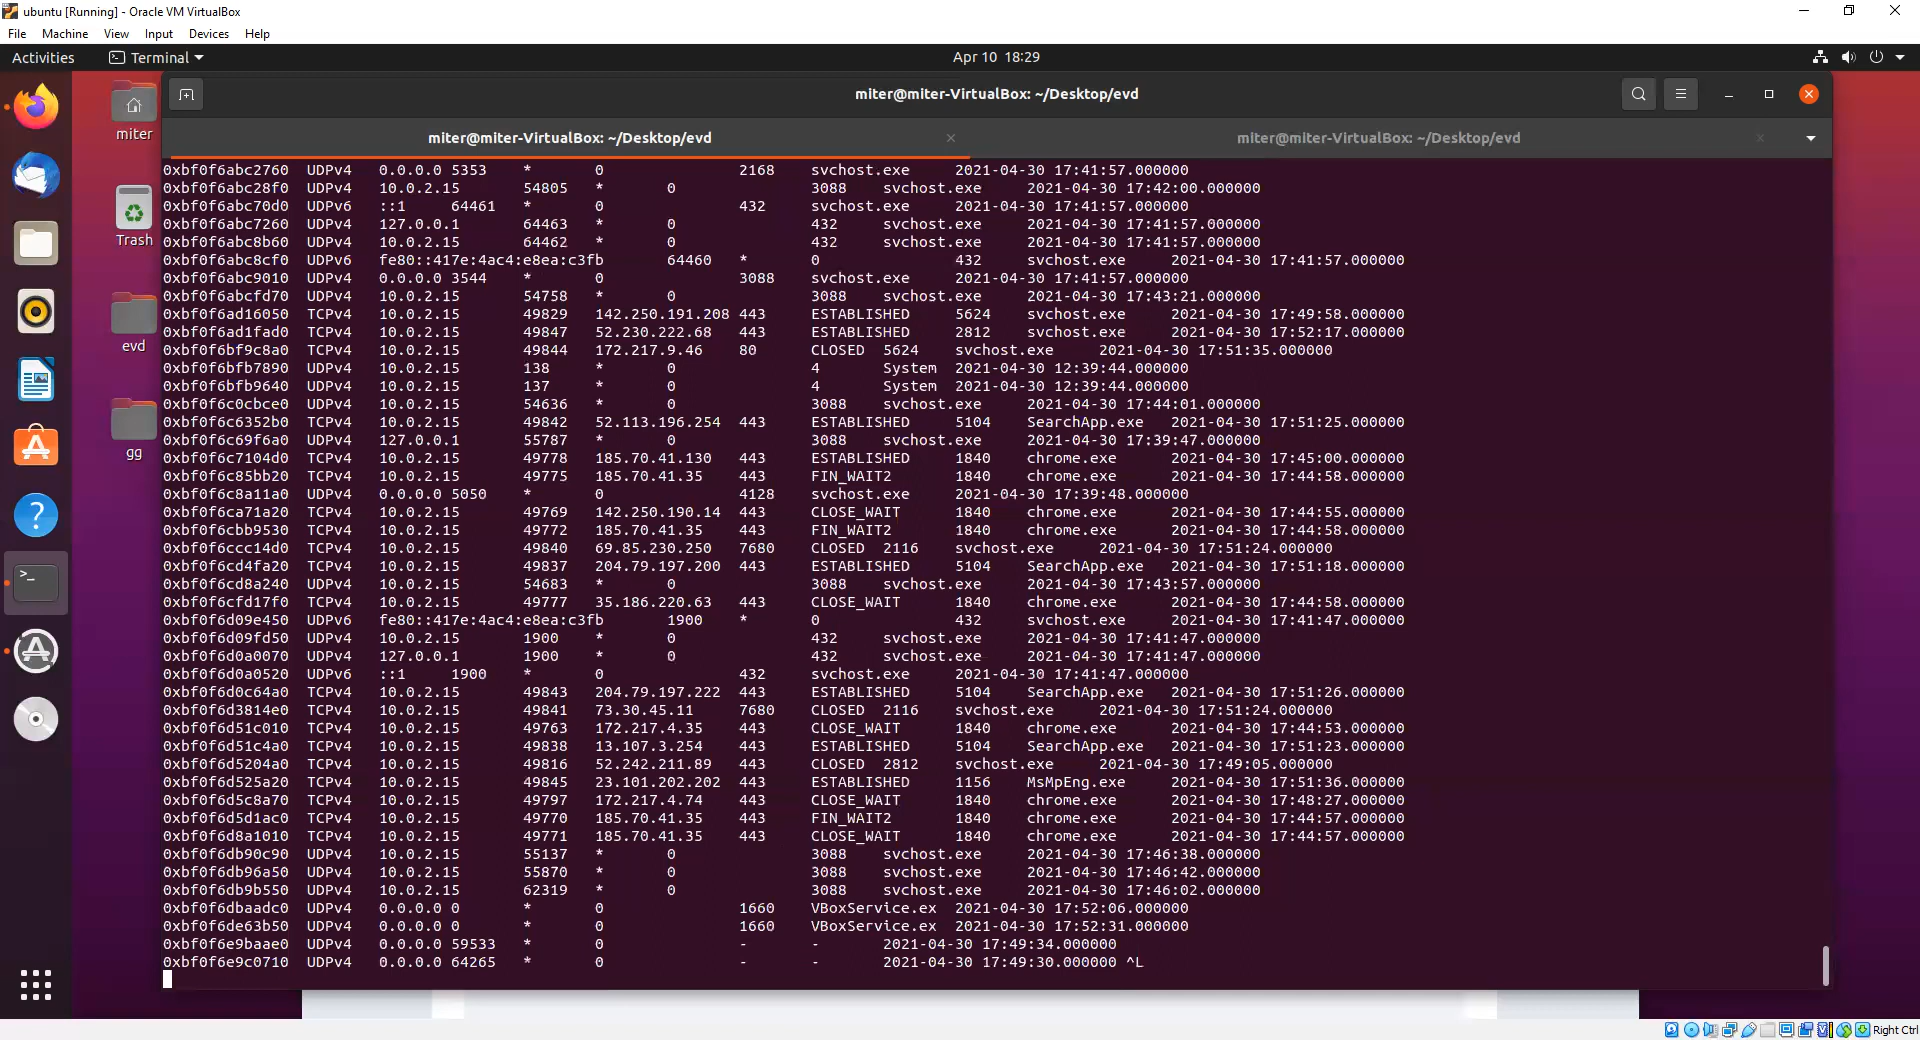 ubuntu [Running] - Oracle VM VirtualBox
File Machine View Input Devices Help
Activities Terminal Apr 10 18:29
miter@miter-VirtualBox: ~/Desktop/evd
miter@miter-VirtualBox: ~/Desktop/evd miter@miter-VirtualBox: ~/Desktop/evd
miter
Trash
evd
gg
0xbf0f6abc2760 UDPv4 0.0.0.0 5353 * 0 2168 svchost.exe 2021-04-30 17:41:57.000000
0xbf0f6abc28f0 UDPv4 10.0.2.15 54805 * 0 3088 svchost.exe 2021-04-30 17:42:00.000000
0xbf0f6abc70d0 UDPv6 ::1 64461 * 0 432 svchost.exe 2021-04-30 17:41:57.000000
0xbf0f6abc7260 UDPv4 127.0.0.1 64463 * 0 432 svchost.exe 2021-04-30 17:41:57.000000
0xbf0f6abc8b60 UDPv4 10.0.2.15 64462 * 0 432 svchost.exe 2021-04-30 17:41:57.000000
0xbf0f6abc8cf0 UDPv6 fe80::417e:4ac4:e8ea:c3fb 64460 * 0 432 svchost.exe 2021-04-30 17:41:57.000000
0xbf0f6abc9010 UDPv4 0.0.0.0 3544 * 0 3088 svchost.exe 2021-04-30 17:41:57.000000
0xbf0f6abcfd70 UDPv4 10.0.2.15 54758 * 0 3088 svchost.exe 2021-04-30 17:43:21.000000
0xbf0f6ad16050 TCPv4 10.0.2.15 49829 142.250.191.208 443 ESTABLISHED 5624 svchost.exe 2021-04-30 17:49:58.000000
0xbf0f6ad1fad0 TCPv4 10.0.2.15 49847 52.230.222.68 443 ESTABLISHED 2812 svchost.exe 2021-04-30 17:52:17.000000
0xbf0f6bf9c8a0 TCPv4 10.0.2.15 49844 172.217.9.46 80 CLOSED 5624 svchost.exe 2021-04-30 17:51:35.000000
0xbf0f6bfb7890 UDPv4 10.0.2.15 138 * 0 4 System 2021-04-30 12:39:44.000000
0xbf0f6bfb9640 UDPv4 10.0.2.15 137 * 0 4 System 2021-04-30 12:39:44.000000
0xbf0f6c0cbce0 UDPv4 10.0.2.15 54636 * 0 3088 svchost.exe 2021-04-30 17:44:01.000000
0xbf0f6c6352b0 TCPv4 10.0.2.15 49842 52.113.196.254 443 ESTABLISHED 5104 SearchApp.exe 2021-04-30 17:51:25.000000
0xbf0f6c69f6a0 UDPv4 127.0.0.1 55787 * 0 3088 svchost.exe 2021-04-30 17:39:47.000000
0xbf0f6c7104d0 TCPv4 10.0.2.15 49778 185.70.41.130 443 ESTABLISHED 1840 chrome.exe 2021-04-30 17:45:00.000000
0xbf0f6c85bb20 TCPv4 10.0.2.15 49775 185.70.41.35 443 FIN_WAIT2 1840 chrome.exe 2021-04-30 17:44:58.000000
0xbf0f6c8a11a0 UDPv4 0.0.0.0 5050 * 0 4128 svchost.exe 2021-04-30 17:39:48.000000
0xbf0f6ca71a20 TCPv4 10.0.2.15 49769 142.250.190.14 443 CLOSE_WAIT 1840 chrome.exe 2021-04-30 17:44:55.000000
0xbf0f6cbb9530 TCPv4 10.0.2.15 49772 185.70.41.35 443 FIN_WAIT2 1840 chrome.exe 2021-04-30 17:44:58.000000
0xbf0f6ccc14d0 TCPv4 10.0.2.15 49840 69.85.230.250 7680 CLOSED 2116 svchost.exe 2021-04-30 17:51:24.000000
0xbf0f6cd4fa20 TCPv4 10.0.2.15 49837 204.79.197.200 443 ESTABLISHED 5104 SearchApp.exe 2021-04-30 17:51:18.000000
0xbf0f6cd8a240 UDPv4 10.0.2.15 54683 * 0 3088 svchost.exe 2021-04-30 17:43:57.000000
0xbf0f6cfd17f0 TCPv4 10.0.2.15 49777 35.186.220.63 443 CLOSE_WAIT 1840 chrome.exe 2021-04-30 17:44:58.000000
0xbf0f6d09e450 UDPv6 fe80::417e:4ac4:e8ea:c3fb 1900 * 0 432 svchost.exe 2021-04-30 17:41:47.000000
0xbf0f6d09fd50 UDPv4 10.0.2.15 1900 * 0 432 svchost.exe 2021-04-30 17:41:47.000000
0xbf0f6d0a0070 UDPv4 127.0.0.1 1900 * 0 432 svchost.exe 2021-04-30 17:41:47.000000
0xbf0f6d0a0520 UDPv6 ::1 1900 * 0 432 svchost.exe 2021-04-30 17:41:47.000000
0xbf0f6d0c64a0 TCPv4 10.0.2.15 49843 204.79.197.222 443 ESTABLISHED 5104 SearchApp.exe 2021-04-30 17:51:26.000000
0xbf0f6d3814e0 TCPv4 10.0.2.15 49841 73.30.45.11 7680 CLOSED 2116 svchost.exe 2021-04-30 17:51:24.000000
0xbf0f6d51c010 TCPv4 10.0.2.15 49763 172.217.4.35 443 CLOSE_WAIT 1840 chrome.exe 2021-04-30 17:44:53.000000
0xbf0f6d51c4a0 TCPv4 10.0.2.15 49838 13.107.3.254 443 ESTABLISHED 5104 SearchApp.exe 2021-04-30 17:51:23.000000
0xbf0f6d5204a0 TCPv4 10.0.2.15 49816 52.242.211.89 443 CLOSED 2812 svchost.exe 2021-04-30 17:49:05.000000
0xbf0f6d525a20 TCPv4 10.0.2.15 49845 23.101.202.202 443 ESTABLISHED 1156 MsMpEng.exe 2021-04-30 17:51:36.000000
0xbf0f6d5c8a70 TCPv4 10.0.2.15 49797 172.217.4.74 443 CLOSE_WAIT 1840 chrome.exe 2021-04-30 17:48:27.000000
0xbf0f6d5d1ac0 TCPv4 10.0.2.15 49770 185.70.41.35 443 FIN_WAIT2 1840 chrome.exe 2021-04-30 17:44:57.000000
0xbf0f6d8a1010 TCPv4 10.0.2.15 49771 185.70.41.35 443 CLOSE_WAIT 1840 chrome.exe 2021-04-30 17:44:57.000000
0xbf0f6db90c90 UDPv4 10.0.2.15 55137 * 0 3088 svchost.exe 2021-04-30 17:46:38.000000
0xbf0f6db96a50 UDPv4 10.0.2.15 55870 * 0 3088 svchost.exe 2021-04-30 17:46:42.000000
0xbf0f6db9b550 UDPv4 10.0.2.15 62319 * 0 3088 svchost.exe 2021-04-30 17:46:02.000000
0xbf0f6dbaadc0 UDPv4 0.0.0.0 0 * 0 1660 VBoxService.ex 2021-04-30 17:52:06.000000
0xbf0f6de63b50 UDPv4 0.0.0.0 0 * 0 1660 VBoxService.ex 2021-04-30 17:52:31.000000
0xbf0f6e9baae0 UDPv4 0.0.0.0 59533 * 0 - - 2021-04-30 17:49:34.000000
0xbf0f6e9c0710 UDPv4 0.0.0.0 64265 * 0 - - 2021-04-30 17:49:30.000000 ^L
Right Ctrl